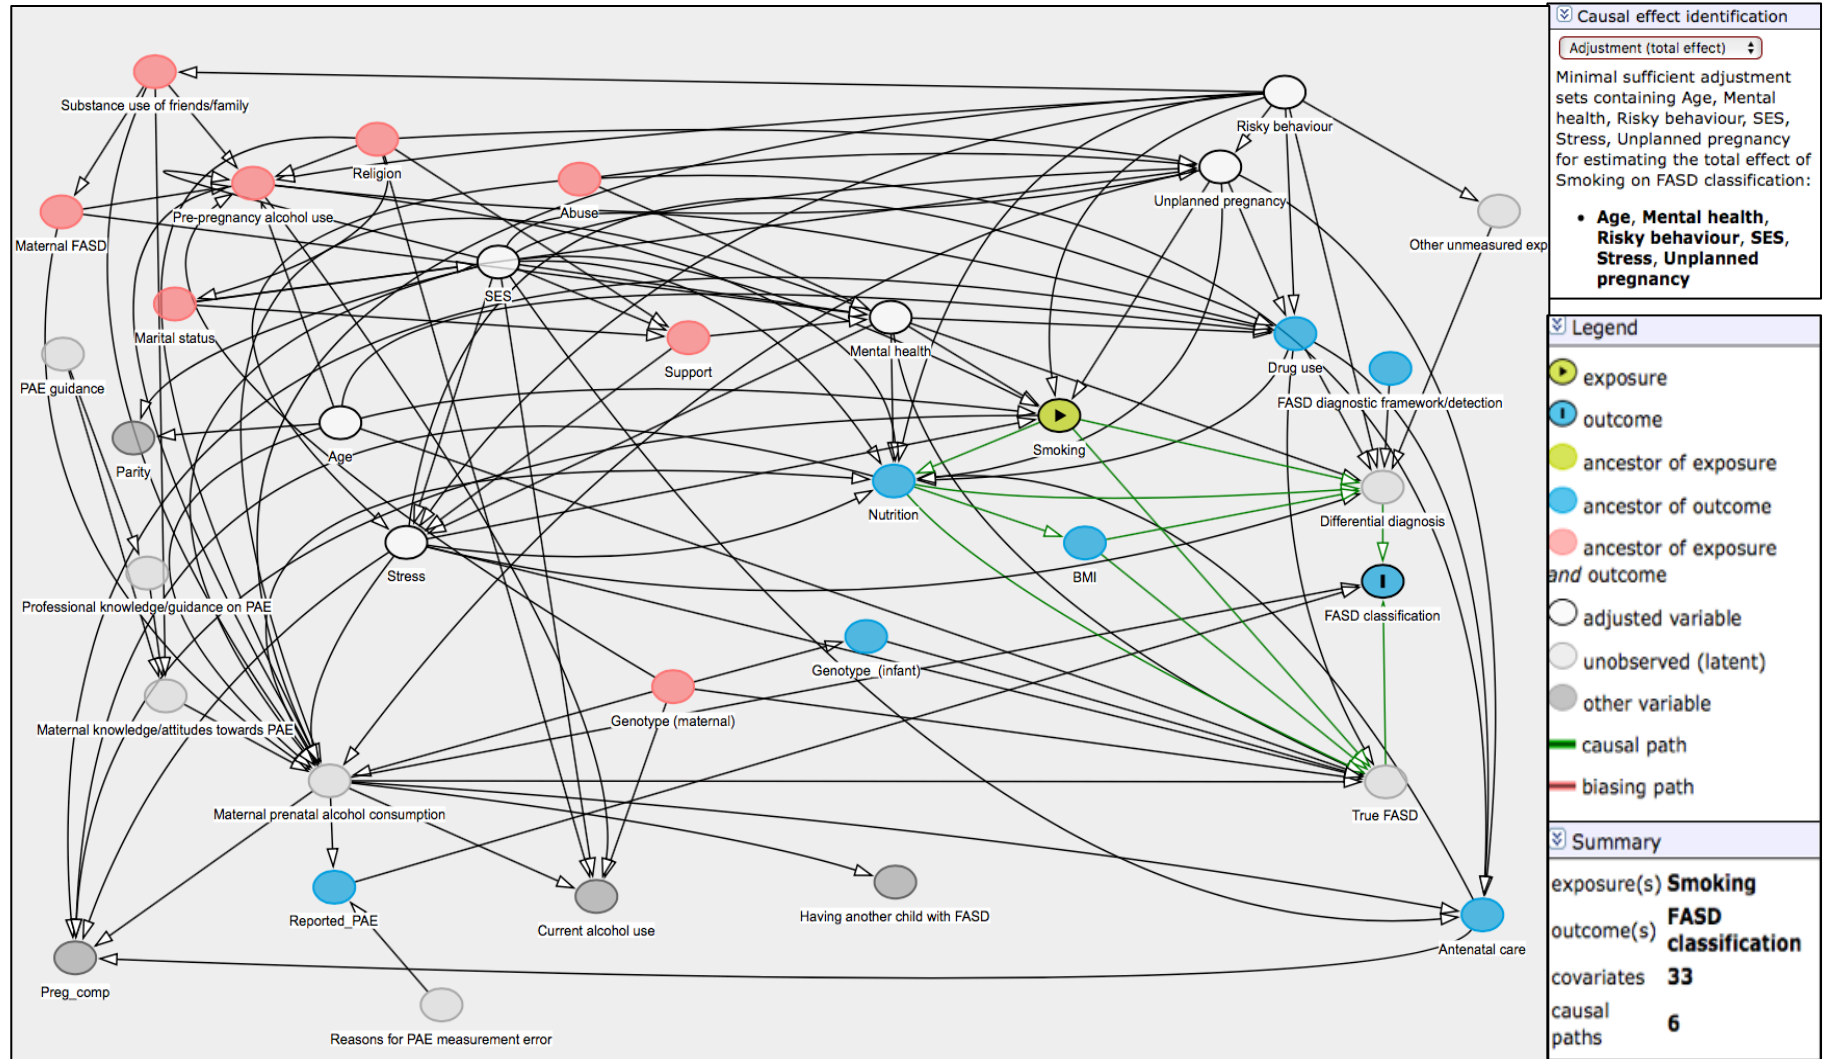 Substance use of friends/family
Risky behaviour
Religion
Abuse
Unplanned pregnancy
Pre-pregnancy alcohol use
Maternal FASD
Other unmeasured exp
SES
Marital status
Mental health
Support
Drug use
PAE guidance
FASD diagnostic framework/detection
Smoking
Age
Parity
Nutrition
Differential diagnosis
Stress
BMI
Professional knowledge/guidance on PAE
FASD classification
Genotype_(infant)
Genotype (maternal)
Maternal knowledge/attitudes towards PAE
Maternal prenatal alcohol consumption
True FASD
Reported_PAE
Having another child with FASD
Current alcohol use
Antenatal care
Preg_comp
Reasons for PAE measurement error
Causal effect identification
Adjustment (total effect)
Minimal sufficient adjustment
sets containing Age, Mental
health, Risky behaviour, SES,
Stress, Unplanned pregnancy
for estimating the total effect of
Smoking on FASD classification:
• Age, Mental health,
Risky behaviour, SES,
Stress, Unplanned
pregnancy
Legend
exposure
outcome
ancestor of exposure
ancestor of outcome
ancestor of exposure
and outcome
adjusted variable
unobserved (latent)
other variable
causal path
biasing path
Summary
exposure(s) Smoking
outcome(s) FASD
classification
covariates 33
causal
paths 6